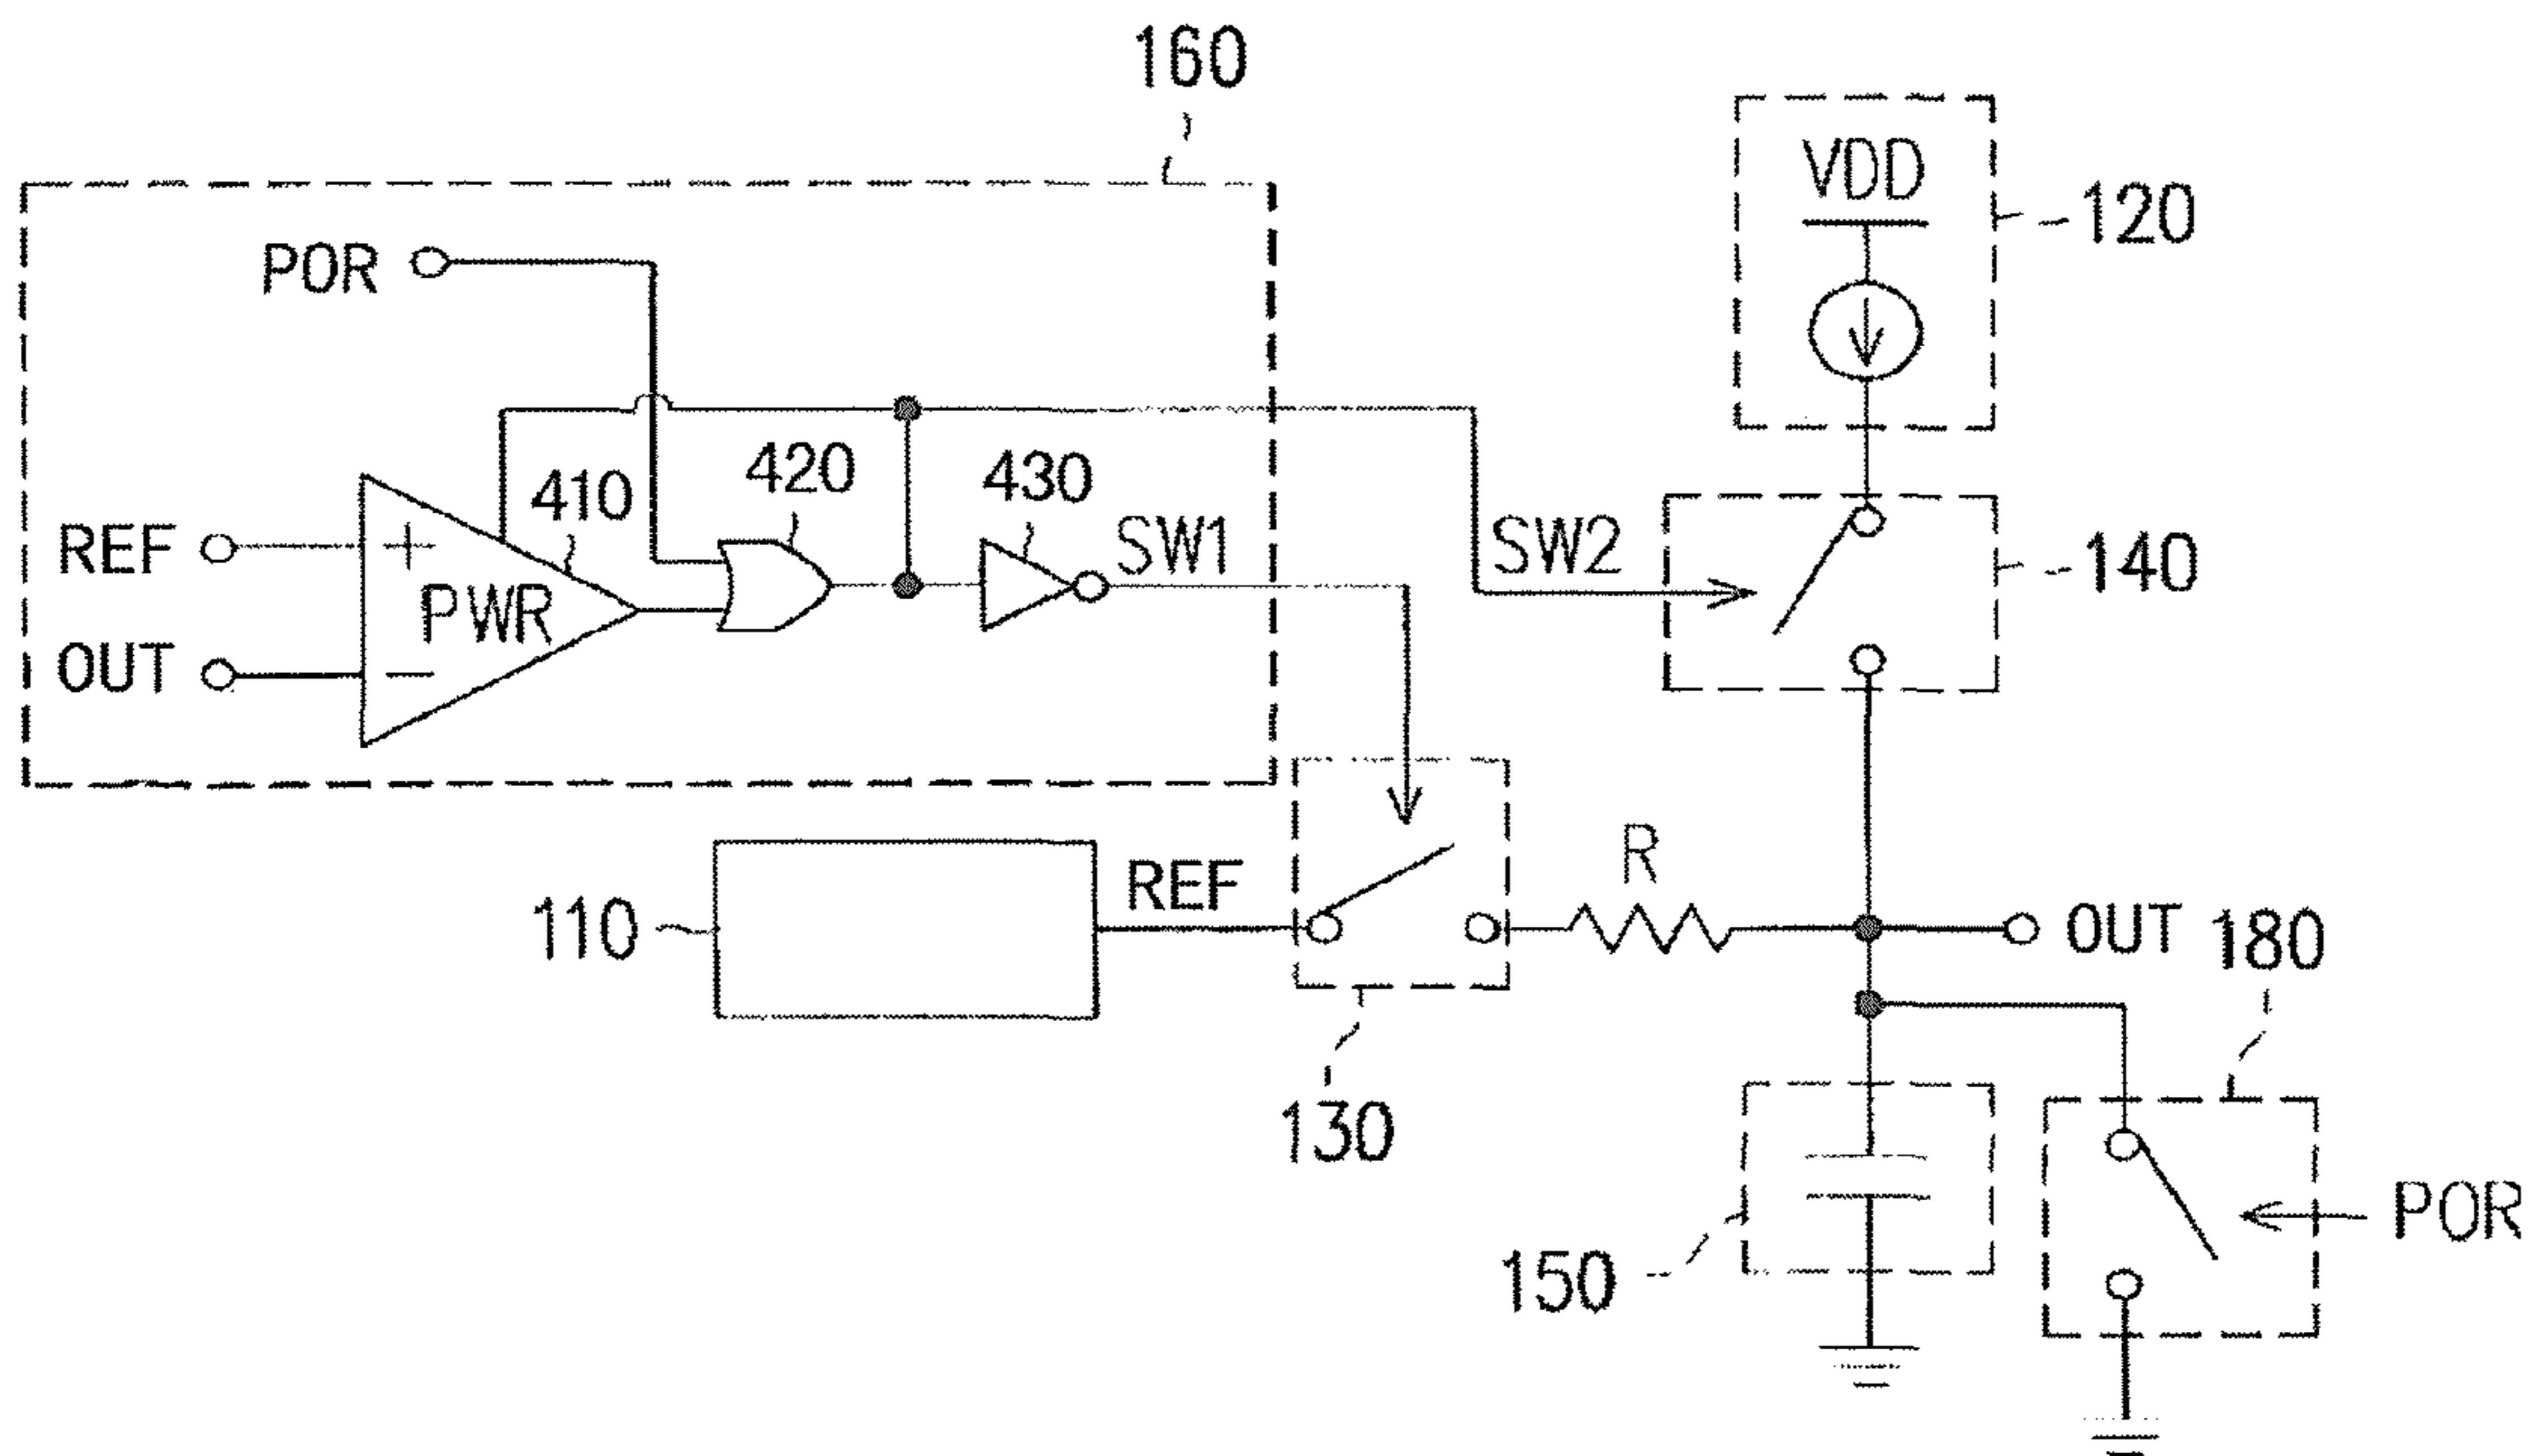 160
VDD
120
POR
410
420
430
SW1
SW2
140
REF
+
PWR
OUT
−
110
REF
R
OUT
180
130
150
POR